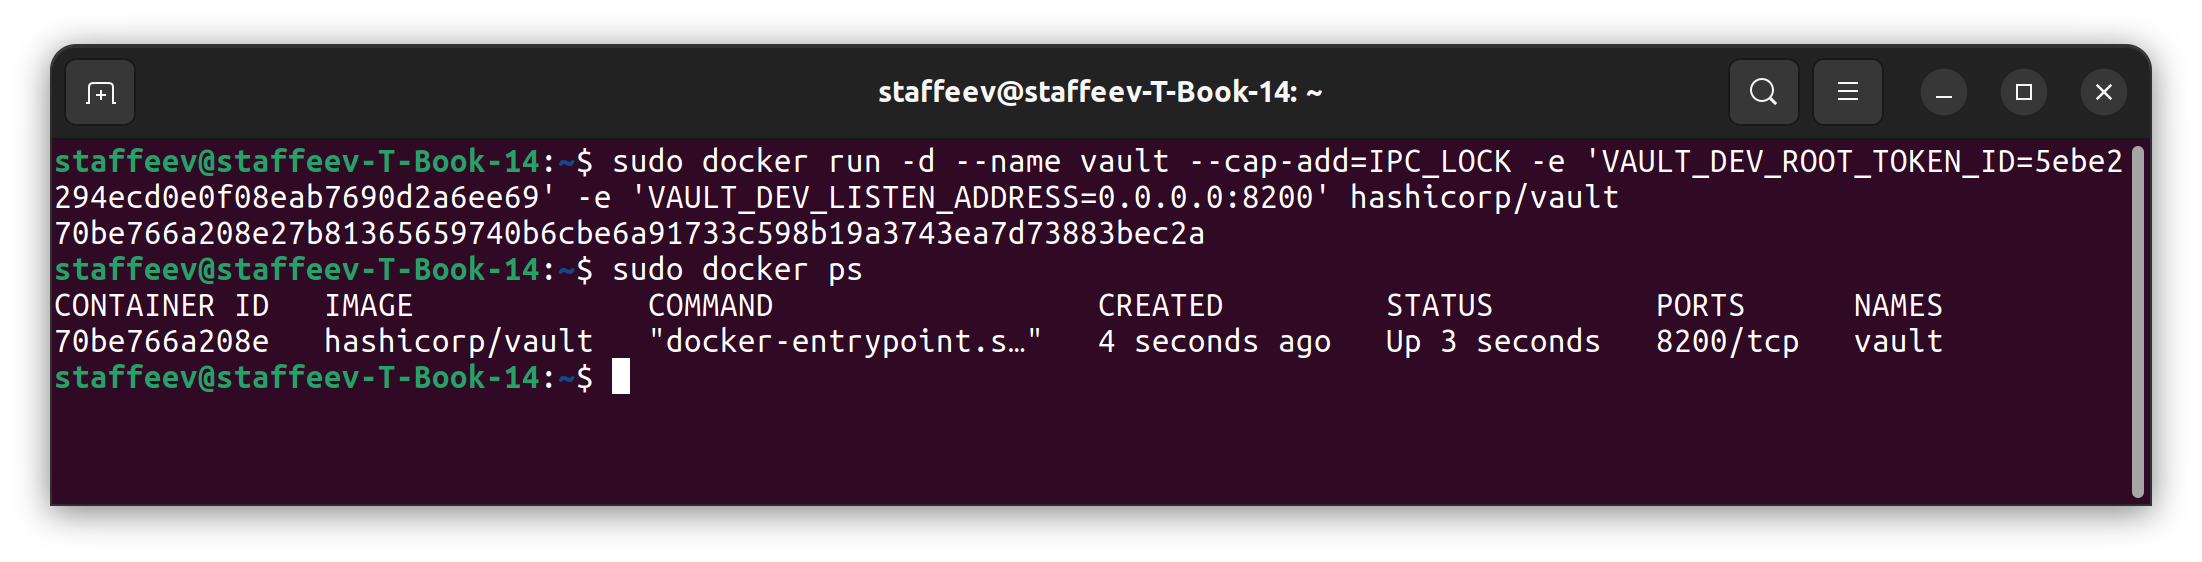 staffeev@staffeev-T-Book-14: ~
staffeev@staffeev-T-Book-14:~$ sudo docker run -d --name vault --cap-add=IPC_LOCK -e 'VAULT_DEV_ROOT_TOKEN_ID=5ebe2
294ecd0e0f08eab7690d2a6ee69' -e 'VAULT_DEV_LISTEN_ADDRESS=0.0.0.0:8200' hashicorp/vault
70be766a208e27b81365659740b6cbe6a91733c598b19a3743ea7d73883bec2a
staffeev@staffeev-T-Book-14:~$ sudo docker ps
CONTAINER ID   IMAGE             COMMAND                  CREATED         STATUS         PORTS      NAMES
70be766a208e   hashicorp/vault   "docker-entrypoint.s…"   4 seconds ago   Up 3 seconds   8200/tcp   vault
staffeev@staffeev-T-Book-14:~$